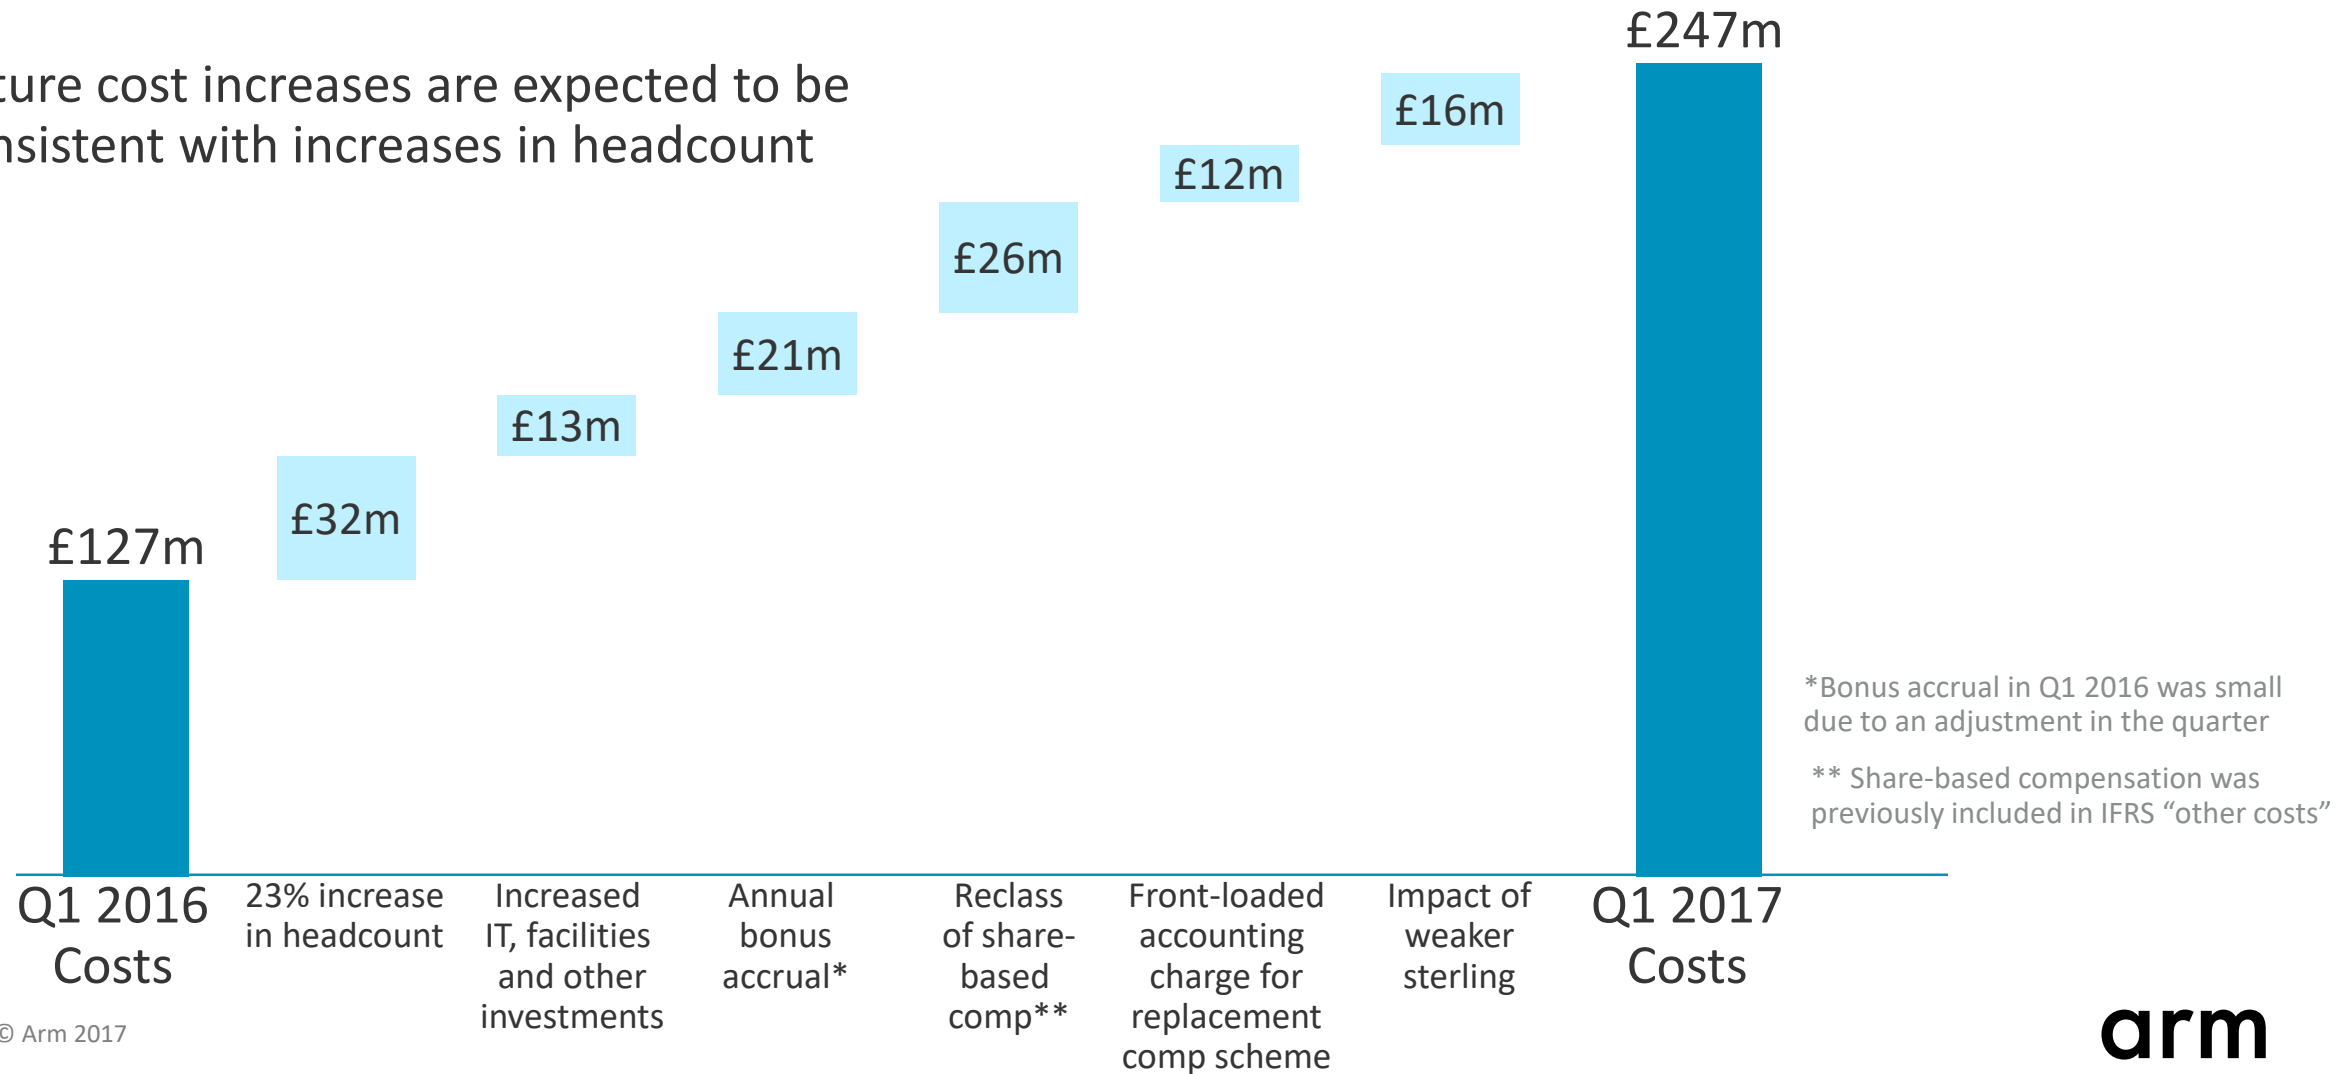 ture cost increases are expected to be
nsistent with increases in headcount
£127m
£32m
£13m
£21m
£26m
£12m
£16m
£247m
*Bonus accrual in Q1 2016 was small
due to an adjustment in the quarter
** Share-based compensation was
previously included in IFRS “other costs”
Q1 2016
Costs
23% increase
in headcount
Increased
IT, facilities
and other
investments
Annual
bonus
accrual*
Reclass
of share-
based
comp**
Front-loaded
accounting
charge for
replacement
comp scheme
Impact of
weaker
sterling
Q1 2017
Costs
© Arm 2017
arm